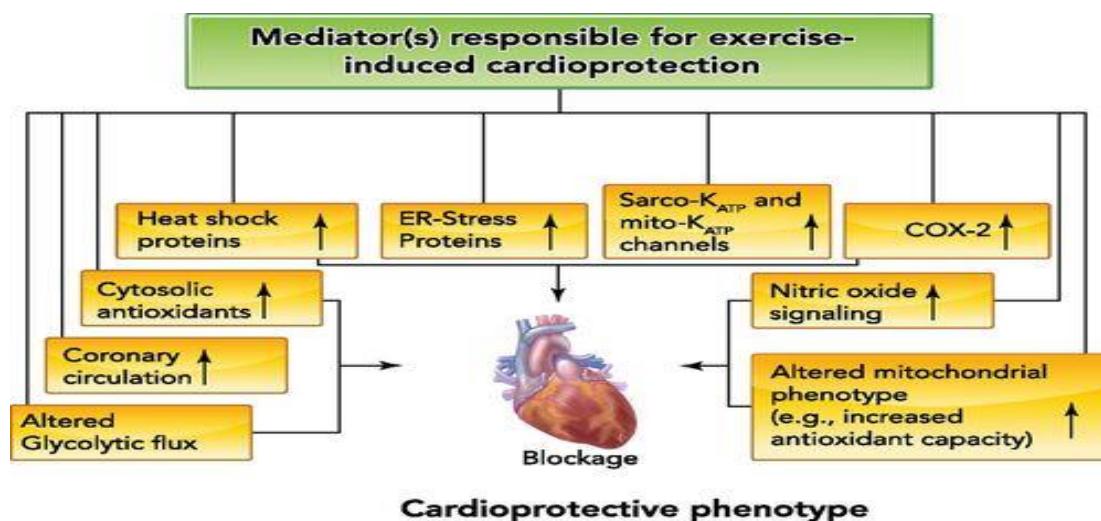 Mediator(s) responsible for exercise-
induced cardioprotection
Heat shock
proteins
ER-Stress
Proteins
Sarco-KATP and
mito-KATP
channels
COX-2
Cytosolic
antioxidants
Nitric oxide
signaling
Coronary
circulation
Altered mitochondrial
phenotype
(e.g., increased
antioxidant capacity)
Altered
Glycolytic flux
Blockage
Cardioprotective phenotype